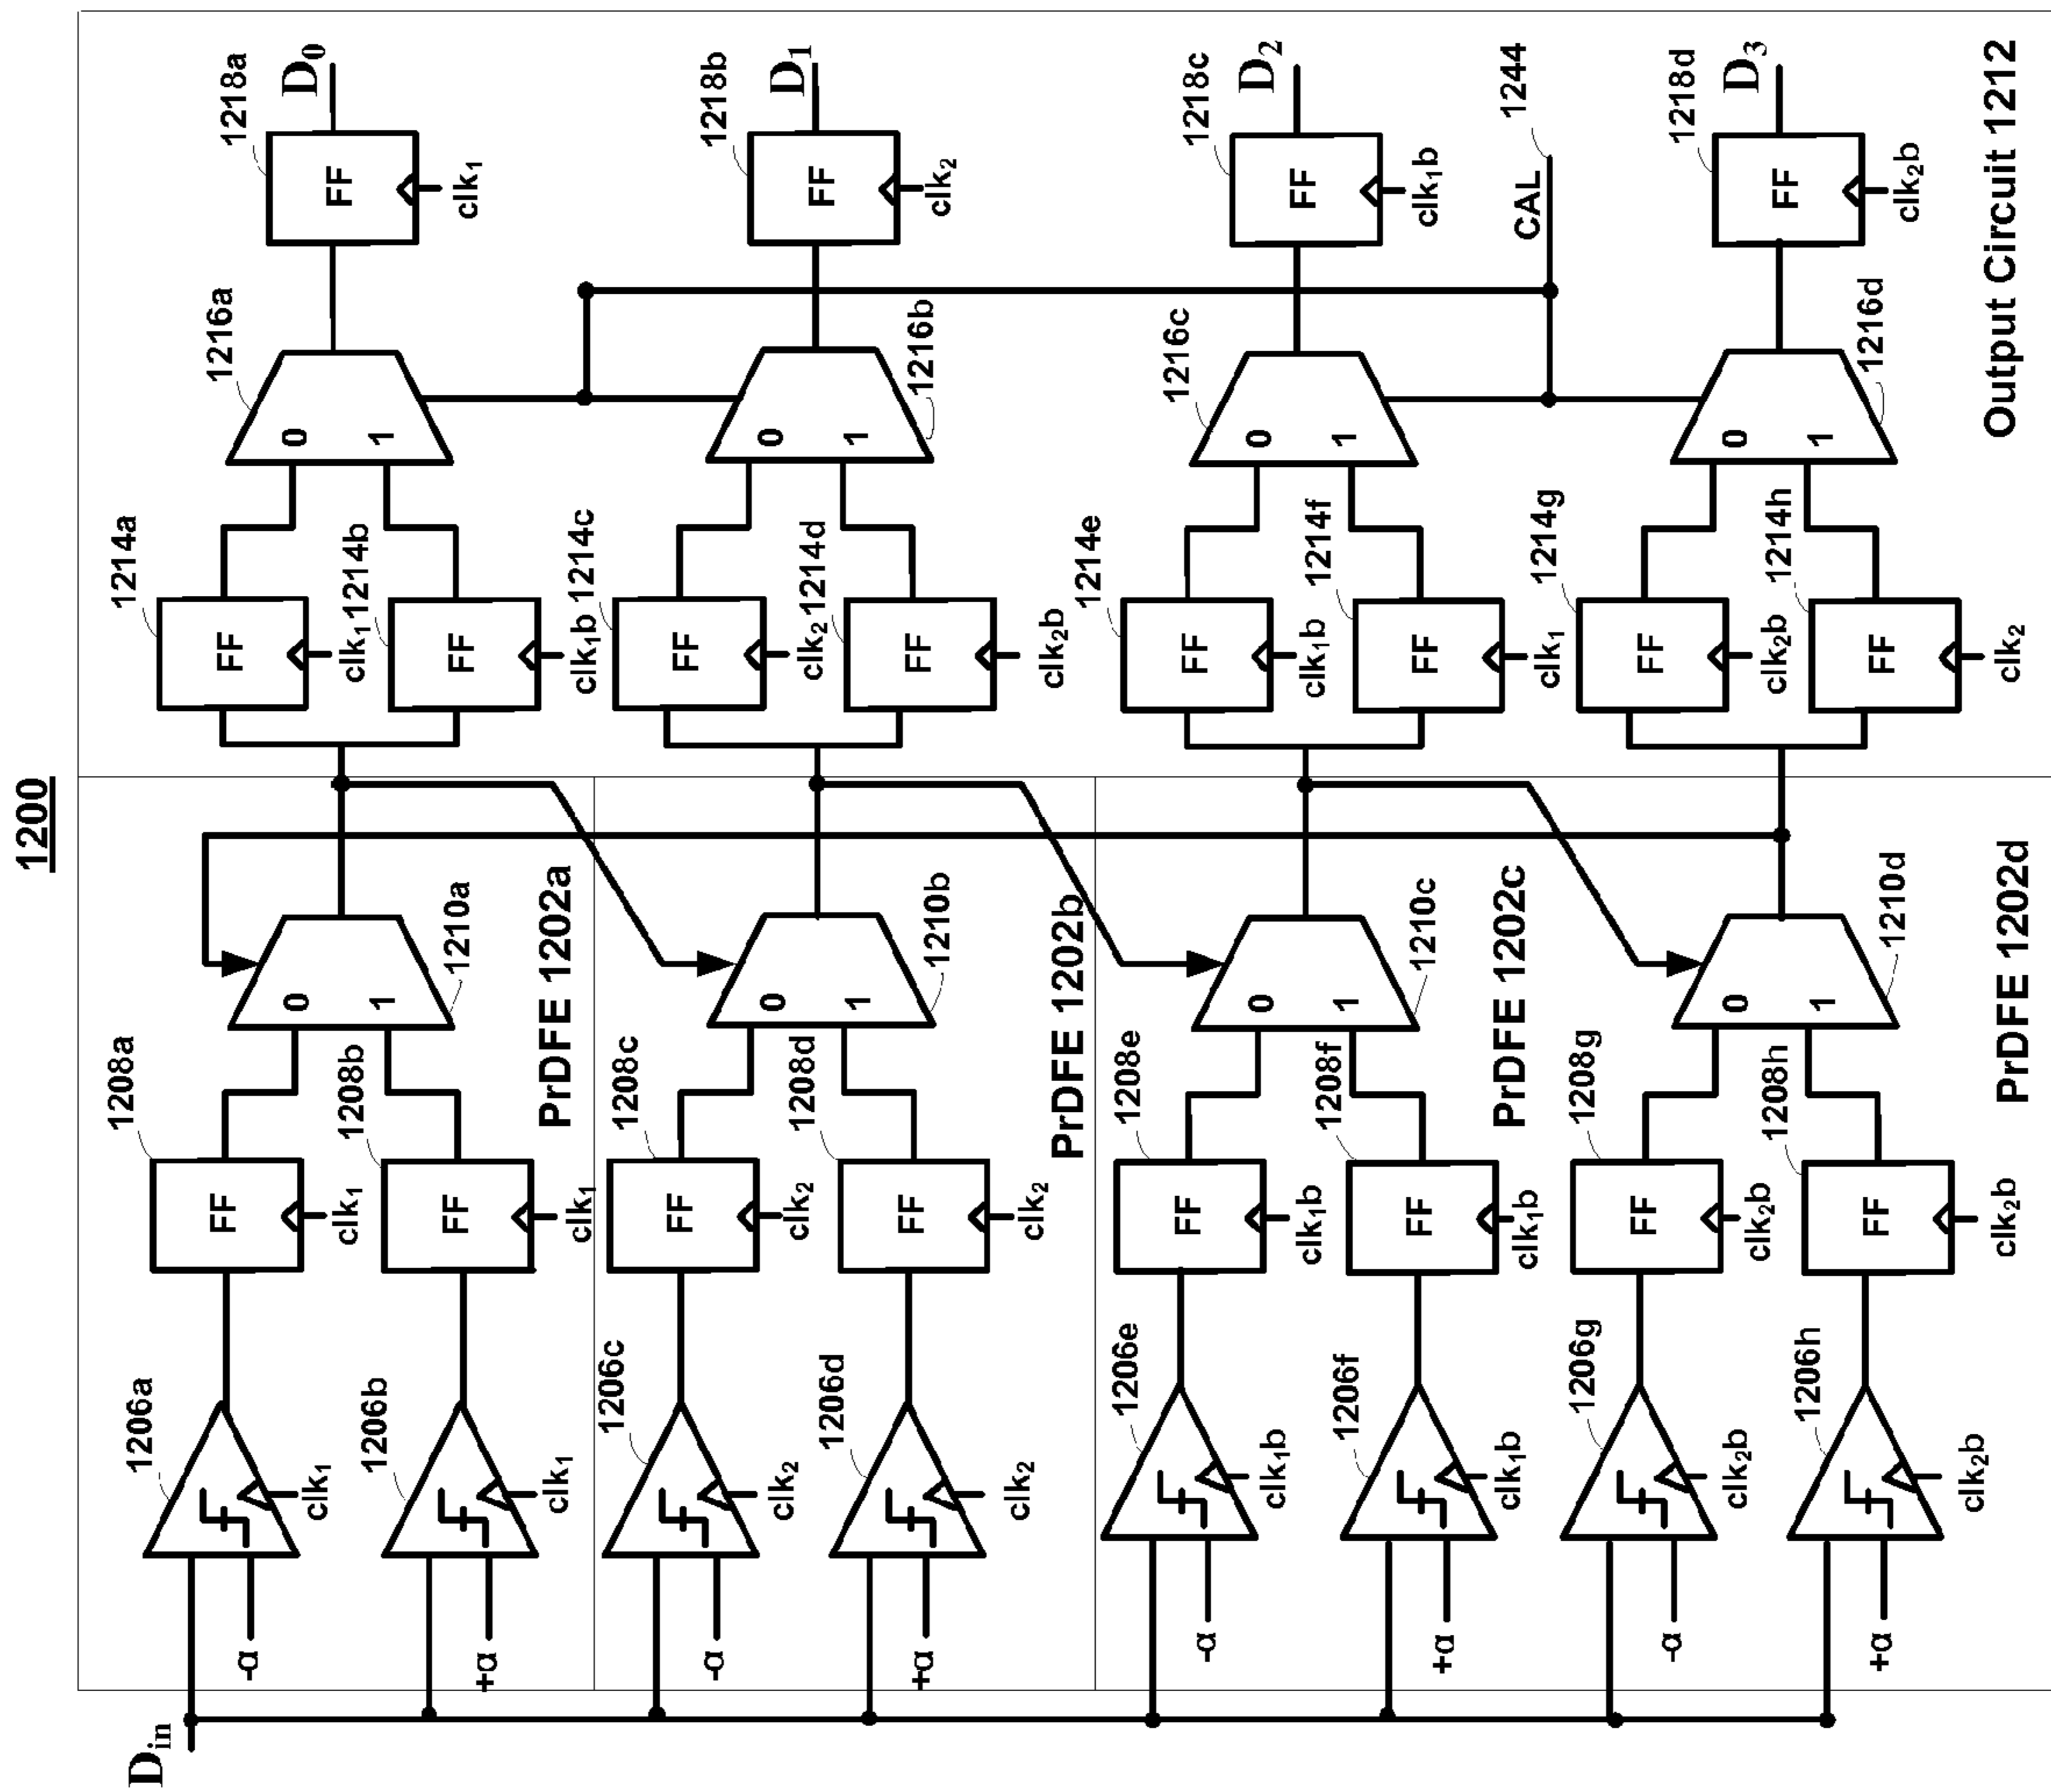 1200
D₀
1218a
FF
clk₁
1216a
0
1
1214a
FF
clk₁
1214b
FF
clk₁b
1210a
0
1
1208a
FF
clk₁
1208b
FF
clk₁
1206a
clk₁
-α
1206b
clk₁
+α
PrDFE 1202a
Dᵢₙ
D₁
1218b
FF
clk₂
1216b
0
1
1214c
FF
clk₂
1214d
FF
clk₂b
1210b
0
1
1208c
FF
clk₂
1208d
FF
clk₂
1206c
clk₂
-α
1206d
clk₂
+α
PrDFE 1202b
D₂
1218c
FF
clk₁b
1216c
0
1
1214e
FF
clk₁b
1214f
FF
clk₁
1210c
0
1
1208e
FF
clk₁b
1208f
FF
clk₁b
1206e
clk₁b
-α
1206f
clk₁b
+α
PrDFE 1202c
CAL
1244
D₃
1218d
FF
clk₂b
1216d
0
1
1214g
FF
clk₂b
1214h
FF
clk₂
1210d
0
1
1208g
FF
clk₂b
1208h
FF
clk₂b
1206g
clk₂b
-α
1206h
clk₂b
+α
PrDFE 1202d
Output Circuit 1212